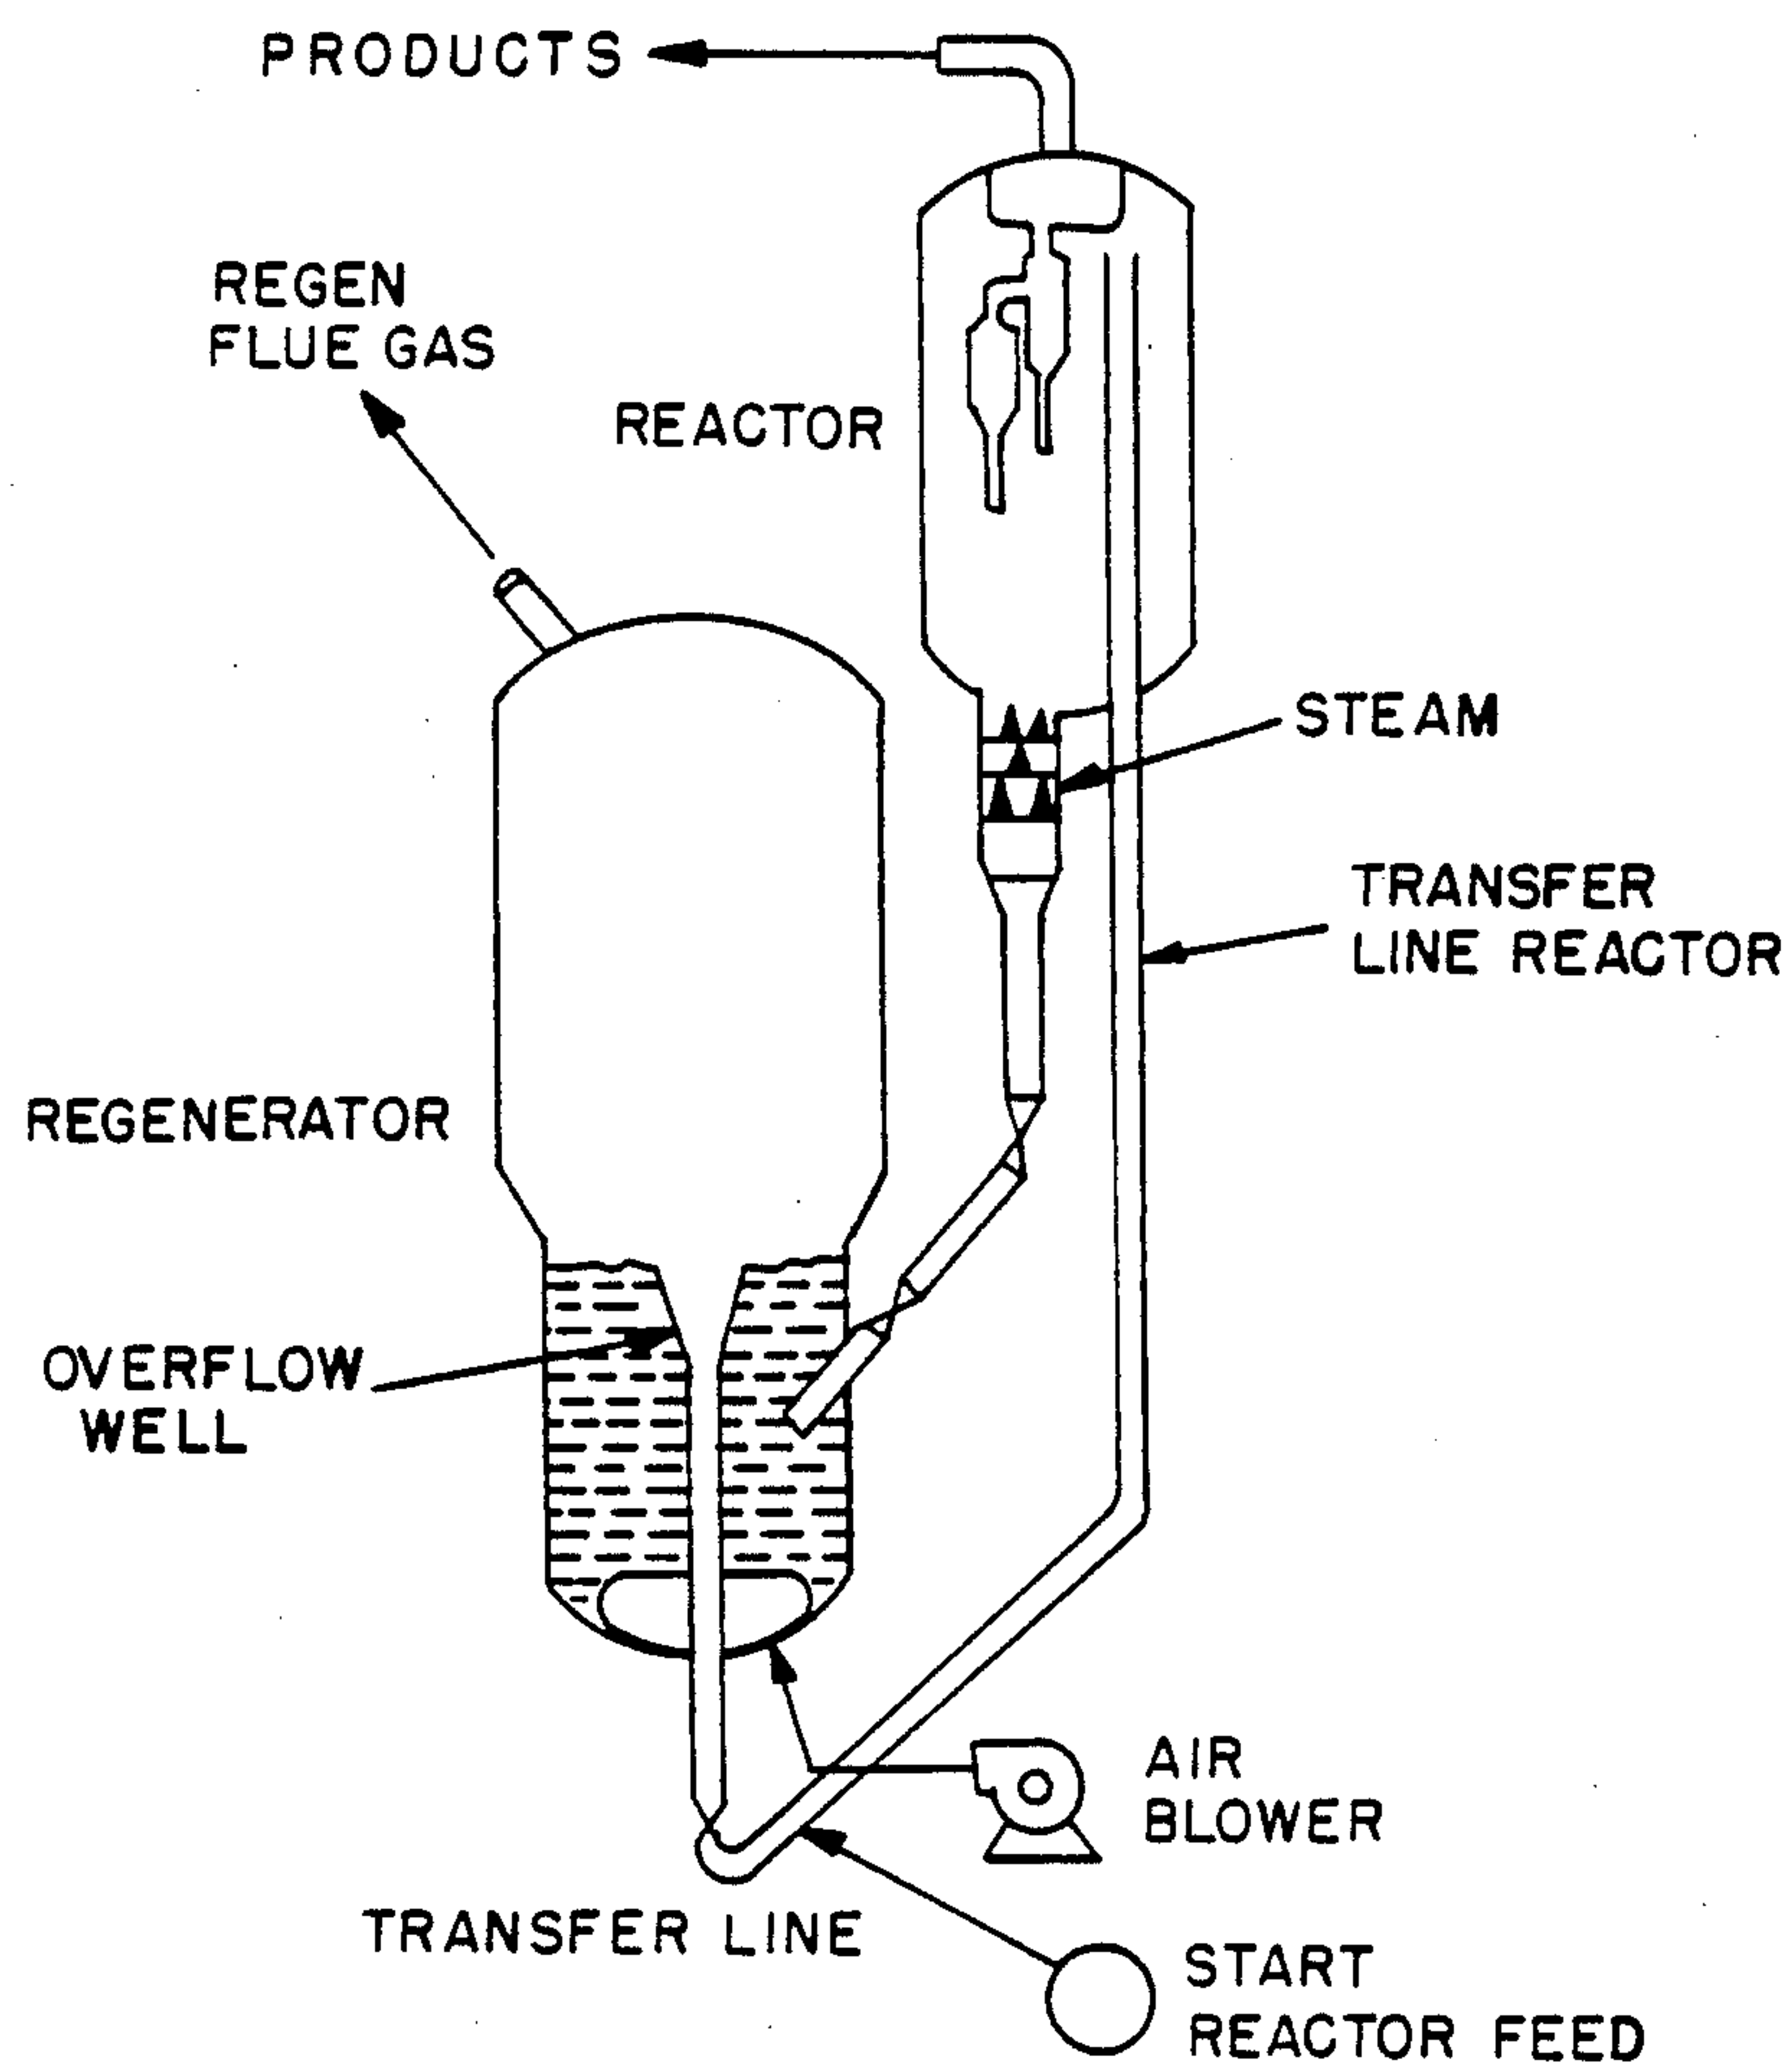 PRODUCTS
REGEN
FLUE GAS
REACTOR
STEAM
TRANSFER
LINE REACTOR
REGENERATOR
OVERFLOW
WELL
AIR
BLOWER
TRANSFER LINE
START
REACTOR FEED